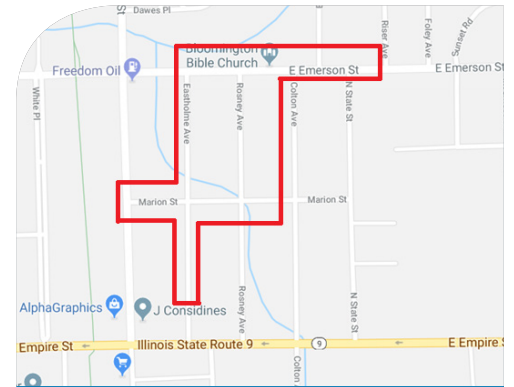 St
Dawes Pl
Riser Ave
Foley Ave
Sunset Rd
Bloomington
Bible Church
Freedom Oil
E Emerson St
E Emerson St
White Pl
Eastholme Ave
Rosney Ave
Colton Ave
N State St
Marion St
Marion St
Rosney Ave
N State St
AlphaGraphics
J Considines
Empire St
Illinois State Route 9
9
E Empire S
Colton